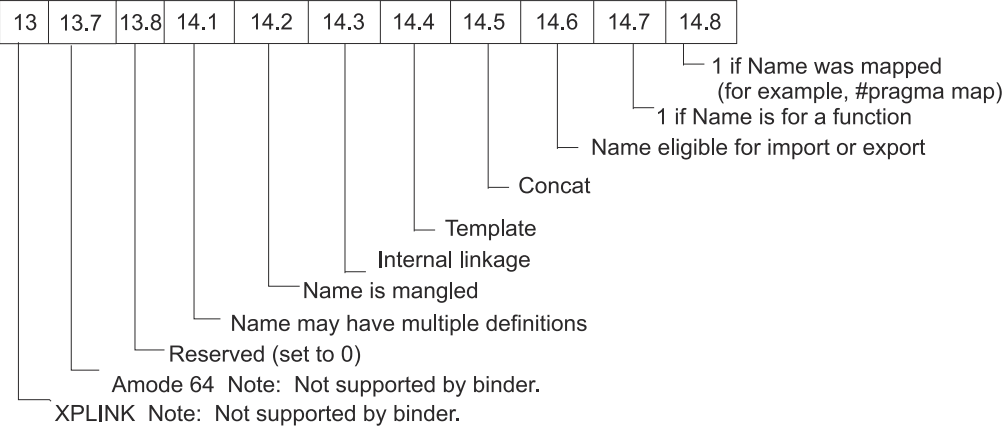 13 13.7 13.8 14.1 14.2 14.3 14.4 14.5 14.6 14.7 14.8
1 if Name was mapped
(for example, #pragma map)
1 if Name is for a function
Name eligible for import or export
Concat
Template
Internal linkage
Name is mangled
Name may have multiple definitions
Reserved (set to 0)
Amode 64 Note: Not supported by binder.
XPLINK Note: Not supported by binder.